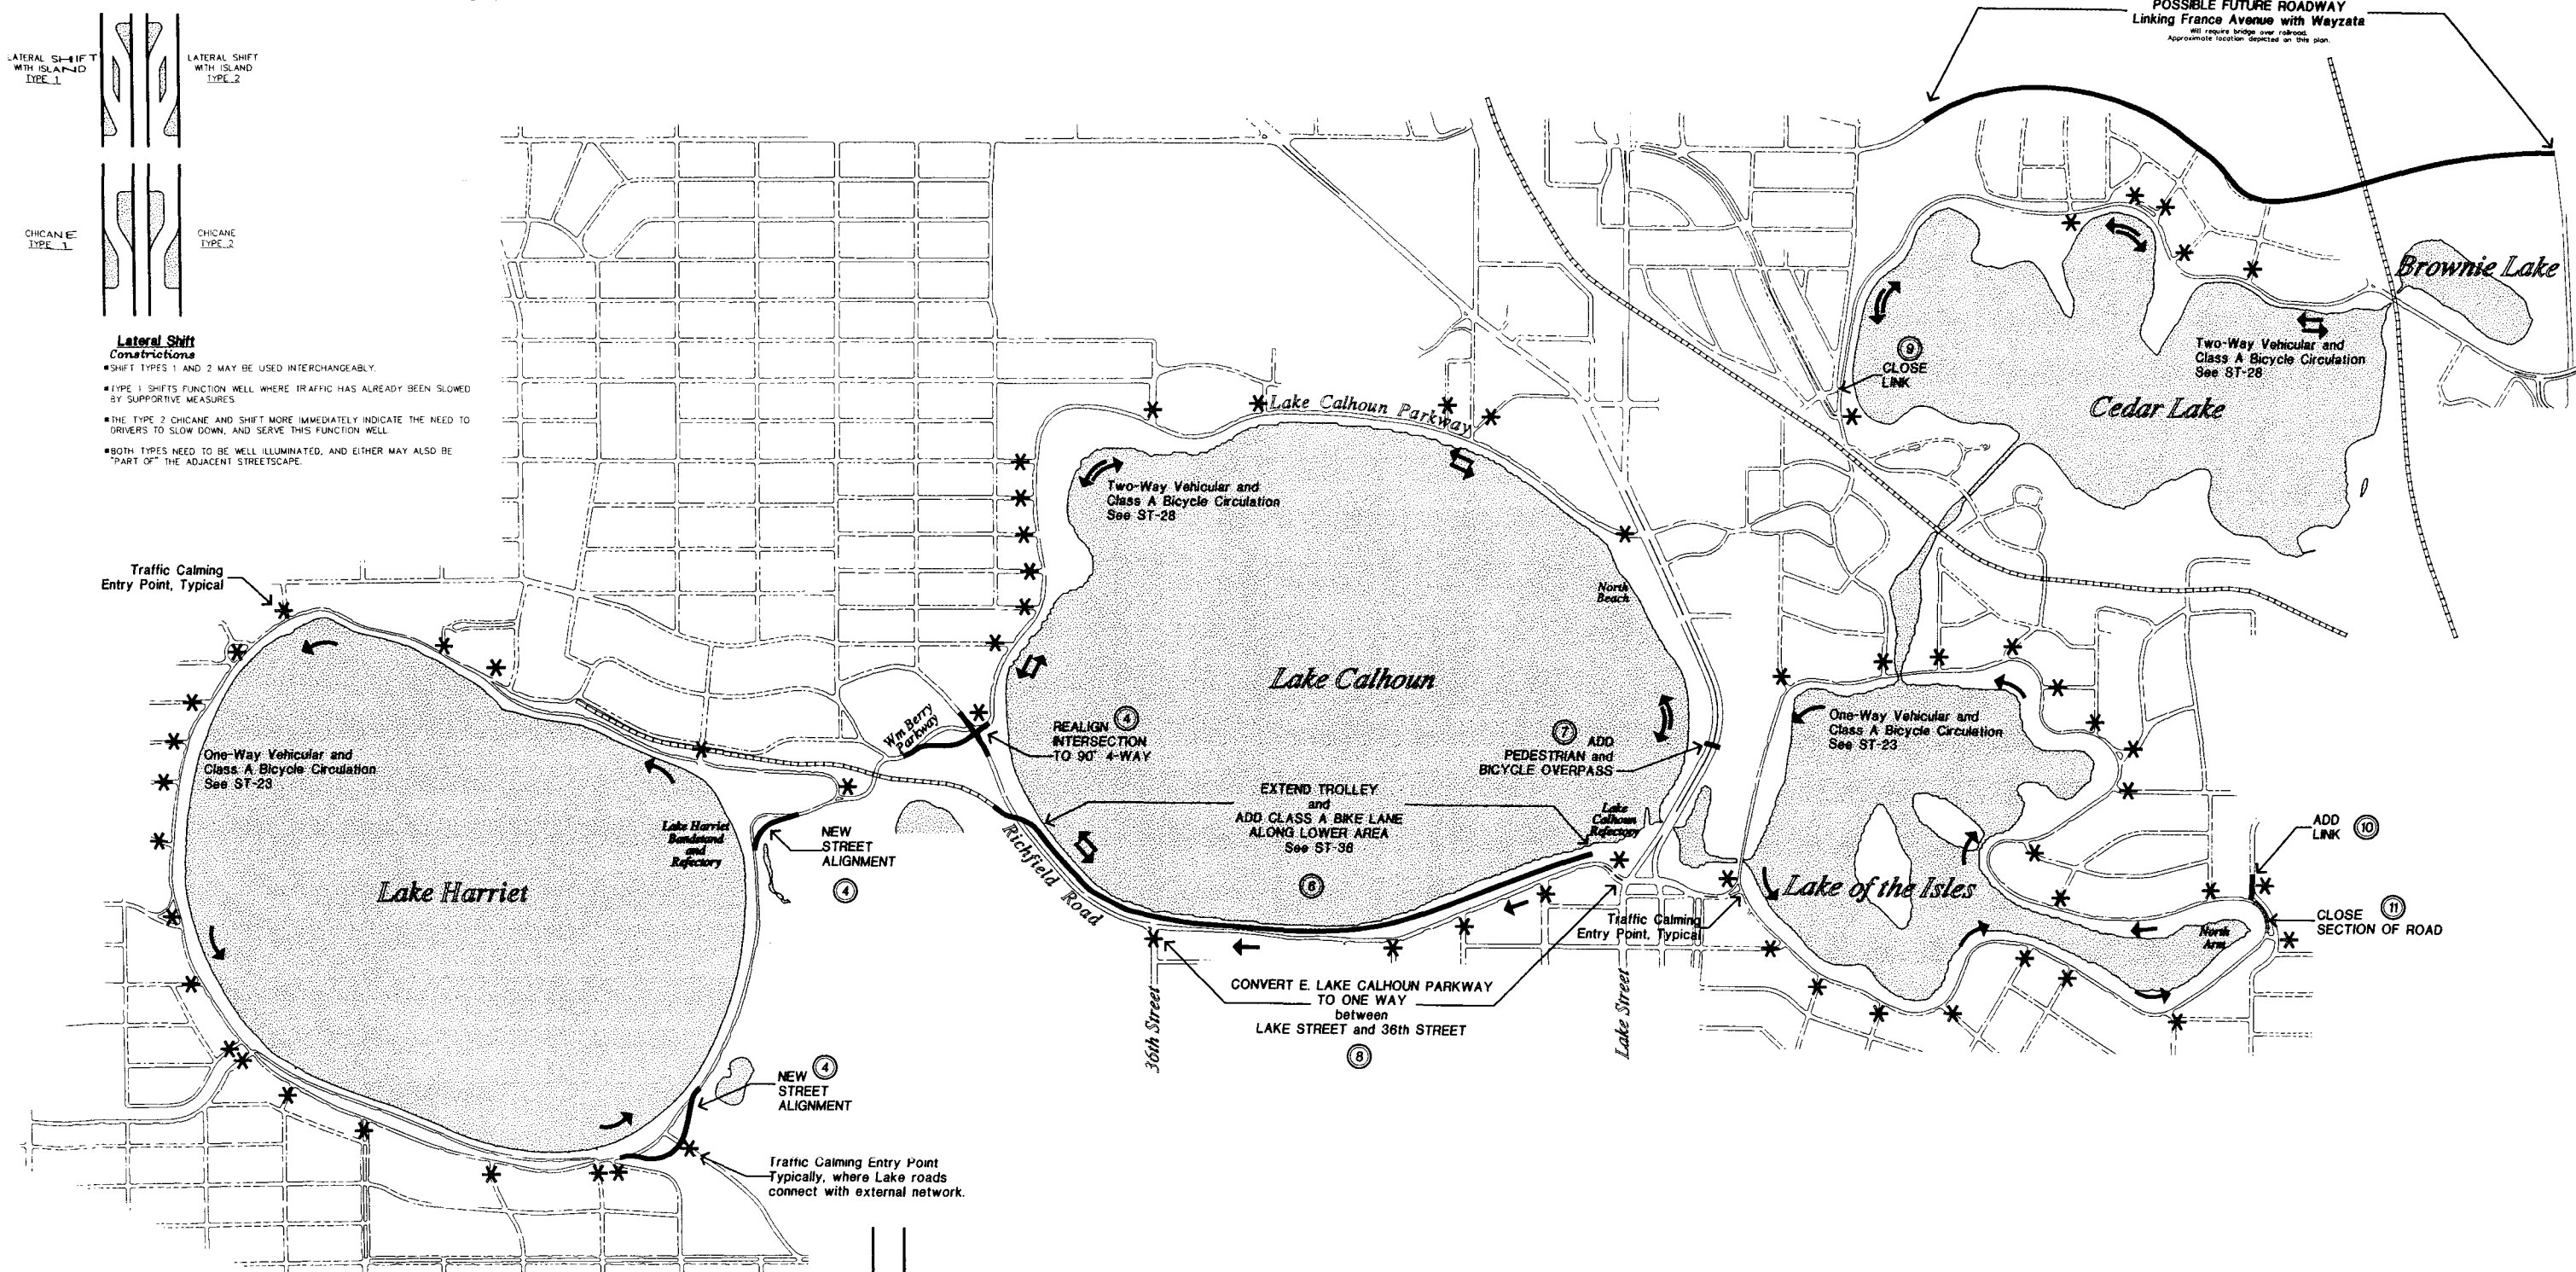 LATERAL SHIFT
WITH ISLAND
TYPE 1
LATERAL SHIFT
WITH ISLAND
TYPE 2
CHICANE
TYPE 1
CHICANE
TYPE 2
Lateral Shift
Constrictions
SHIFT TYPES 1 AND 2 MAY BE USED INTERCHANGEABLY.
TYPE 1 SHIFTS FUNCTION WELL WHERE TRAFFIC HAS ALREADY BEEN SLOWED
BY SUPPORTIVE MEASURES
THE TYPE 2 CHICANE AND SHIFT MORE IMMEDIATELY INDICATE THE NEED TO
DRIVERS TO SLOW DOWN, AND SERVE THIS FUNCTION WELL.
BOTH TYPES NEED TO BE WELL ILLUMINATED, AND EITHER MAY ALSO BE
"PART OF" THE ADJACENT STREETSCAPE.
POSSIBLE FUTURE ROADWAY
Linking France Avenue with Wayzata
Will require bridge over railroad.
Approximate location depicted on this plan.
Brownie Lake
Two-Way Vehicular and
Class A Bicycle Circulation
See ST-28
9
CLOSE
LINK
Cedar Lake
Lake Calhoun Parkway
Two-Way Vehicular and
Class A Bicycle Circulation
See ST-28
Traffic Calming
Entry Point, Typical
North
Beach
Lake Calhoun
Wm Berry
Parkway
REALIGN 4
INTERSECTION
TO 90° 4-WAY
7 ADD
PEDESTRIAN and
BICYCLE OVERPASS
One-Way Vehicular and
Class A Bicycle Circulation
See ST-23
One-Way Vehicular and
Class A Bicycle Circulation
See ST-23
EXTEND TROLLEY
and
ADD CLASS A BIKE LANE
ALONG LOWER AREA
See ST-36
6
Lake
Calhoun
Refectory
Lake Harriet
Bandstand
and
Refectory
NEW
STREET
ALIGNMENT
4
Richfield Road
Lake Harriet
Lake of the Isles
ADD
LINK 10
CLOSE 11
SECTION OF ROAD
North
Arm
Traffic Calming
Entry Point, Typical
CONVERT E. LAKE CALHOUN PARKWAY
TO ONE WAY
between
LAKE STREET and 36th STREET
8
36th Street
Lake Street
NEW 4
STREET
ALIGNMENT
Traffic Calming Entry Point
Typically, where Lake roads
connect with external network.